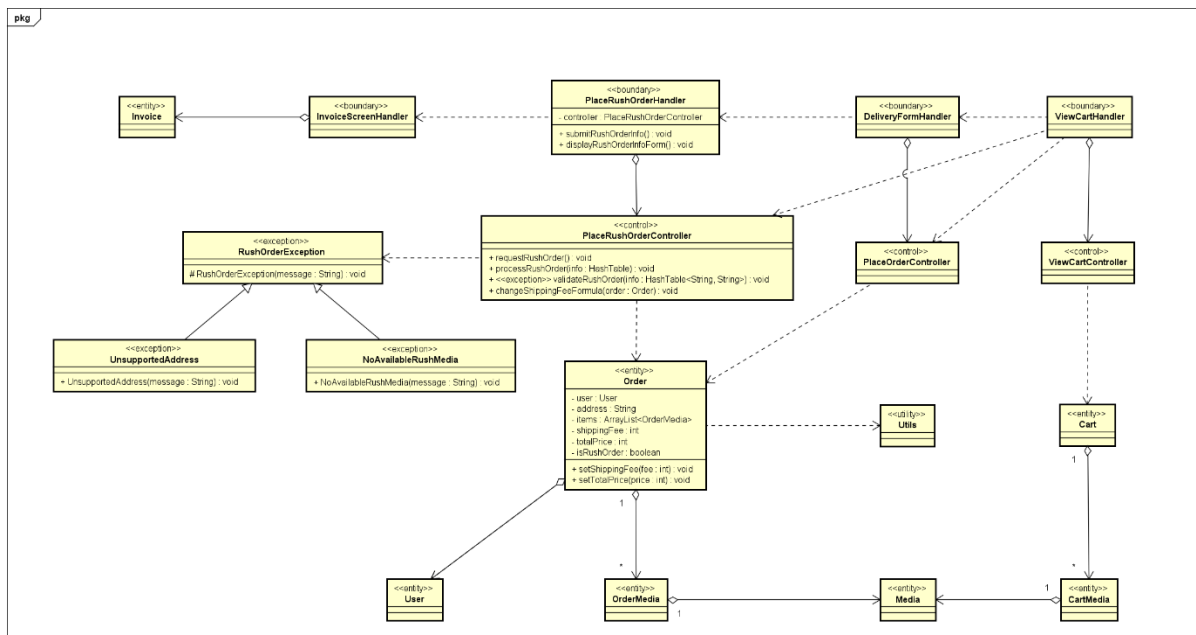 pkg
<<entity>>
Invoice
<<boundary>>
InvoiceScreenHandler
<<boundary>>
PlaceRushOrderHandler
- controller : PlaceRushOrderController
+ submitRushOrderInfo() : void
+ displayRushOrderInfoForm() : void
<<boundary>>
DeliveryFormHandler
<<boundary>>
ViewCartHandler
<<exception>>
RushOrderException
# RushOrderException(message : String) : void
<<control>>
PlaceRushOrderController
+ requestRushOrder() : void
+ processRushOrder(info : HashTable) : void
+ <<exception>> validateRushOrder(info : HashTable<String, String>) : void
+ changeShippingFeeFormula(order : Order) : void
<<control>>
PlaceOrderController
<<control>>
ViewCartController
<<exception>>
UnsupportedAddress
+ UnsupportedAddress(message : String) : void
<<exception>>
NoAvailableRushMedia
+ NoAvailableRushMedia(message : String) : void
<<entity>>
Order
- user : User
- address : String
- items : ArrayList<OrderMedia>
- shippingFee : int
- totalPrice : int
- isRushOrder : boolean
+ setShippingFee(fee : int) : void
+ setTotalPrice(price : int) : void
<<utility>>
Utils
<<entity>>
Cart
1
1
*
*
<<entity>>
User
<<entity>>
OrderMedia
1
<<entity>>
Media
1
<<entity>>
CartMedia